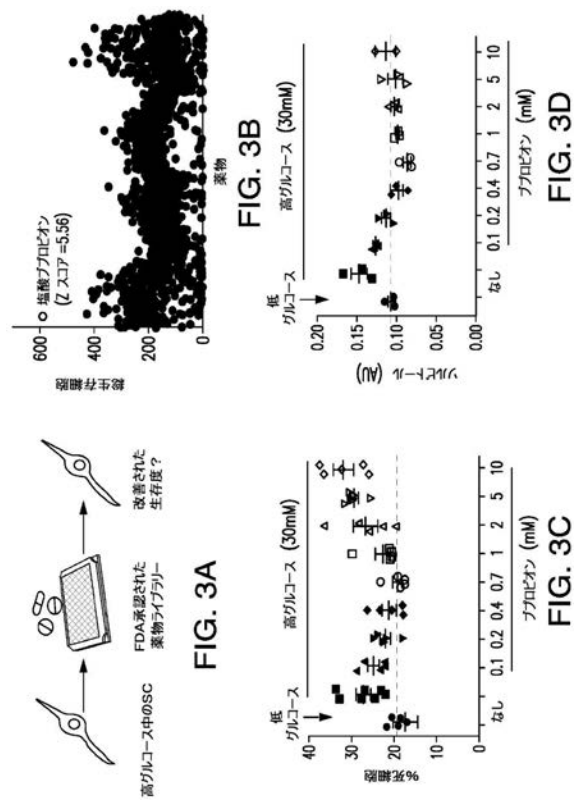 高グルコース中のSC
FDA承認された
薬物ライブラリー
改善された
生存度?
FIG. 3A
総生存細胞
600
400
200
0
塩酸ブプロピオン
(Z スコア =5.56)
薬物
FIG. 3B
%死細胞
40
30
20
10
0
低
グルコース
高グルコース (30mM)
なし
0.1
0.2
0.4
0.7
1
2
5
10
ブプロピオン (mM)
FIG. 3C
ソルビトール
(AU)
0.20
0.15
0.10
0.05
0.00
低
グルコース
高グルコース (30mM)
なし
0.1
0.2
0.4
0.7
1
2
5
10
ブプロピオン (mM)
FIG. 3D